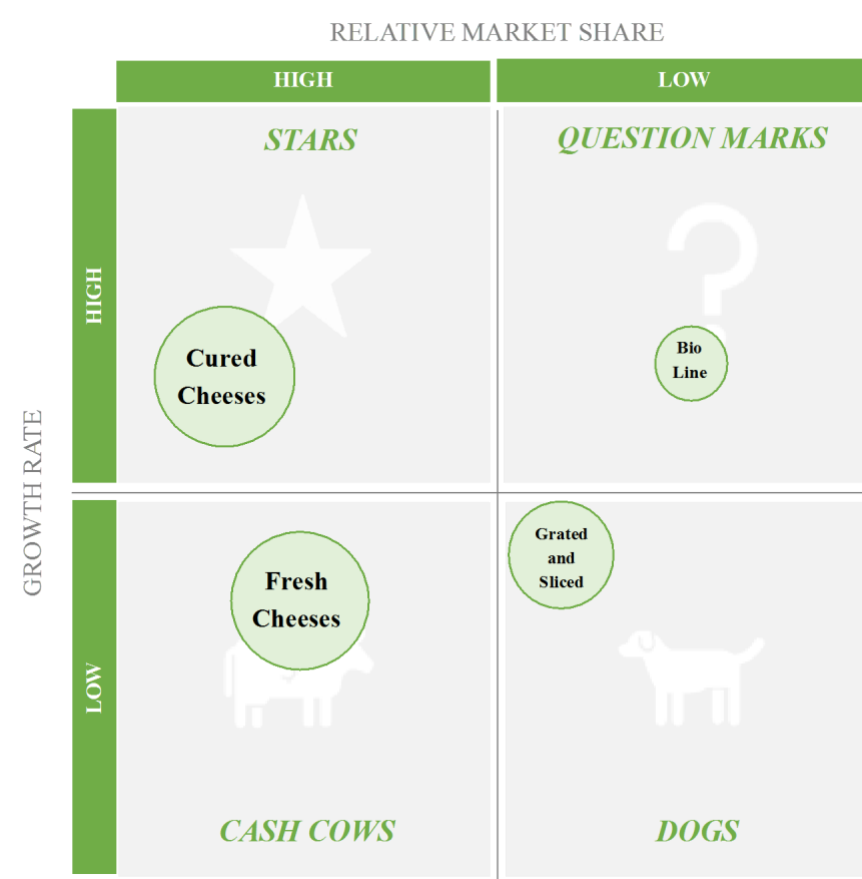 RELATIVE MARKET SHARE
HIGH
LOW
STARS
QUESTION MARKS
HIGH
Cured
Cheeses
Bio
Line
GROWTH RATE
LOW
Fresh
Cheeses
Grated
and
Sliced
CASH COWS
DOGS